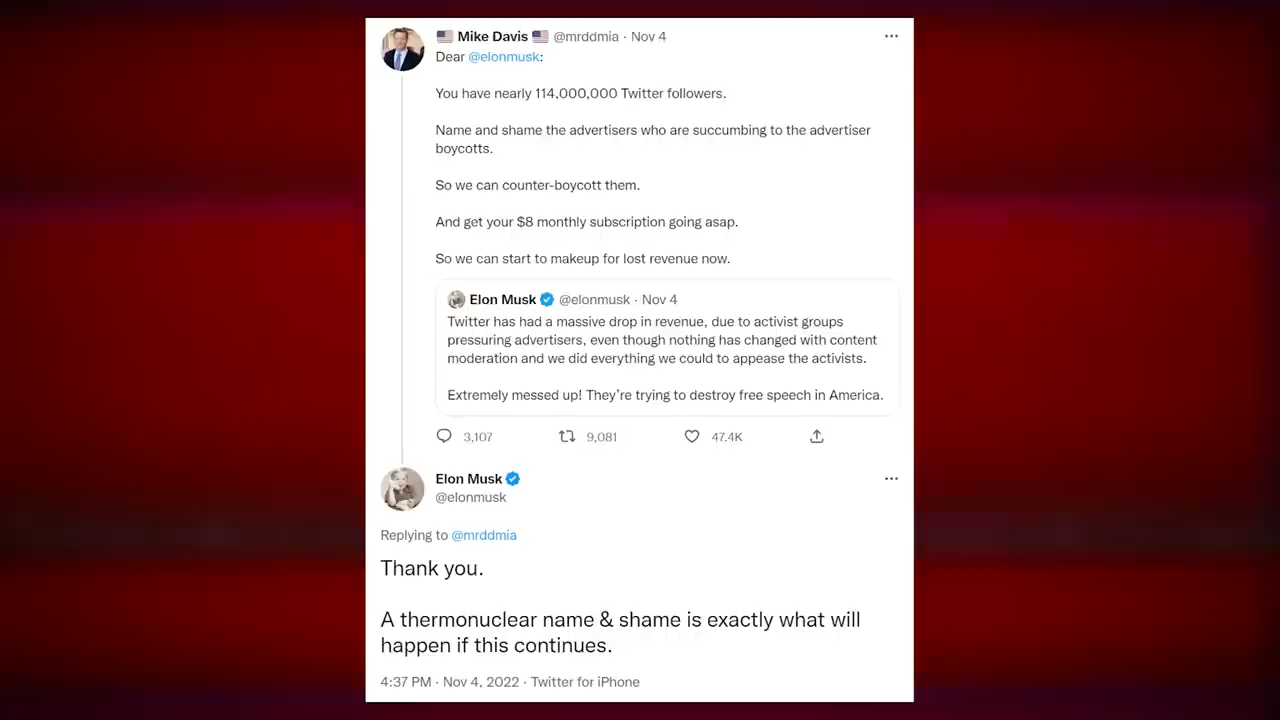 Mike Davis @mrddmia · Nov 4
Dear @elonmusk:
You have nearly 114,000,000 Twitter followers.
Name and shame the advertisers who are succumbing to the advertiser
boycotts.
So we can counter-boycott them.
And get your $8 monthly subscription going asap.
So we can start to makeup for lost revenue now.
Elon Musk @elonmusk · Nov 4
Twitter has had a massive drop in revenue, due to activist groups
pressuring advertisers, even though nothing has changed with content
moderation and we did everything we could to appease the activists.
Extremely messed up! They’re trying to destroy free speech in America.
3,107 9,081 47.4K
Elon Musk
@elonmusk
Replying to @mrddmia
Thank you.
A thermonuclear name & shame is exactly what will
happen if this continues.
4:37 PM · Nov 4, 2022 · Twitter for iPhone